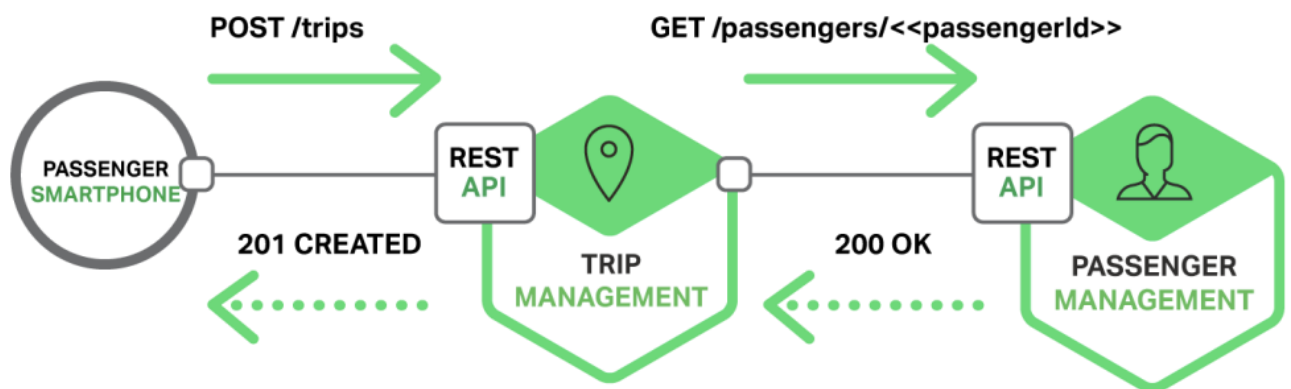 POST /trips
GET /passengers/<<passengerId>>
PASSENGER
SMARTPHONE
REST
API
REST
API
201 CREATED
200 OK
TRIP
MANAGEMENT
PASSENGER
MANAGEMENT